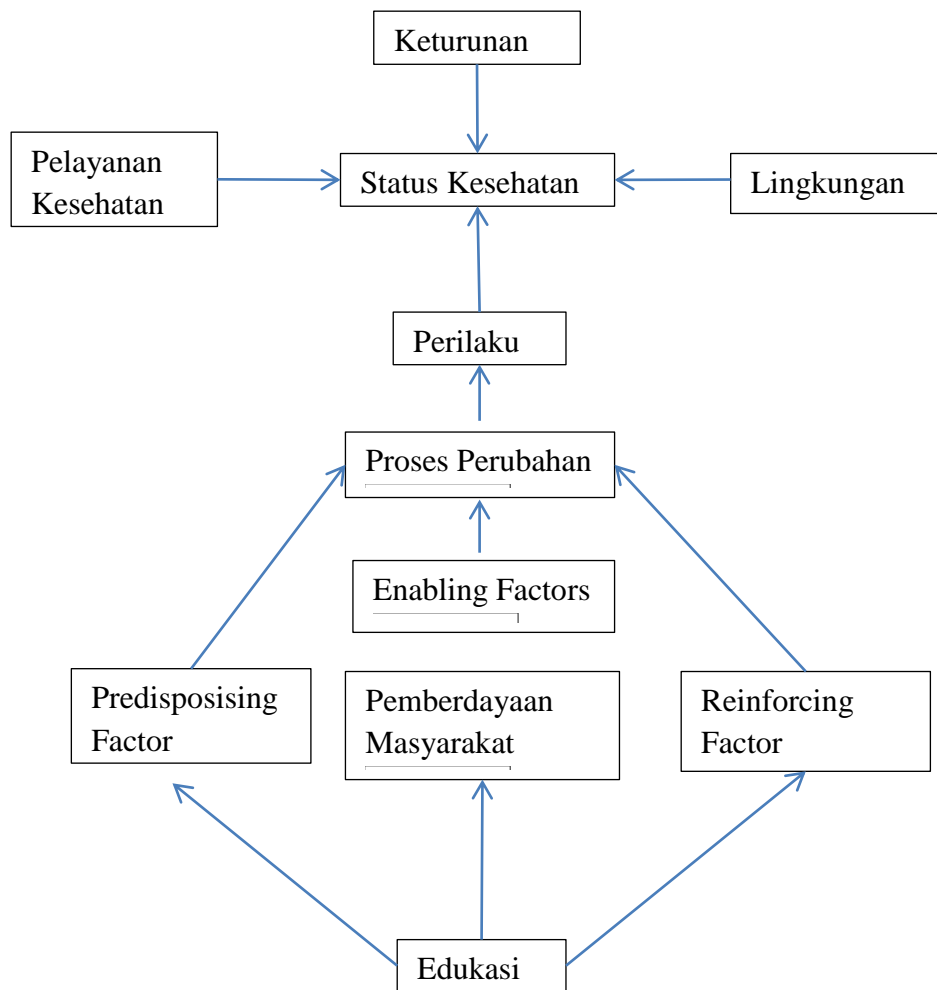 Keturunan
Pelayanan
Kesehatan
Status Kesehatan
Lingkungan
Perilaku
Proses Perubahan
Enabling Factors
Predisposising
Factor
Pemberdayaan
Masyarakat
Reinforcing
Factor
Edukasi